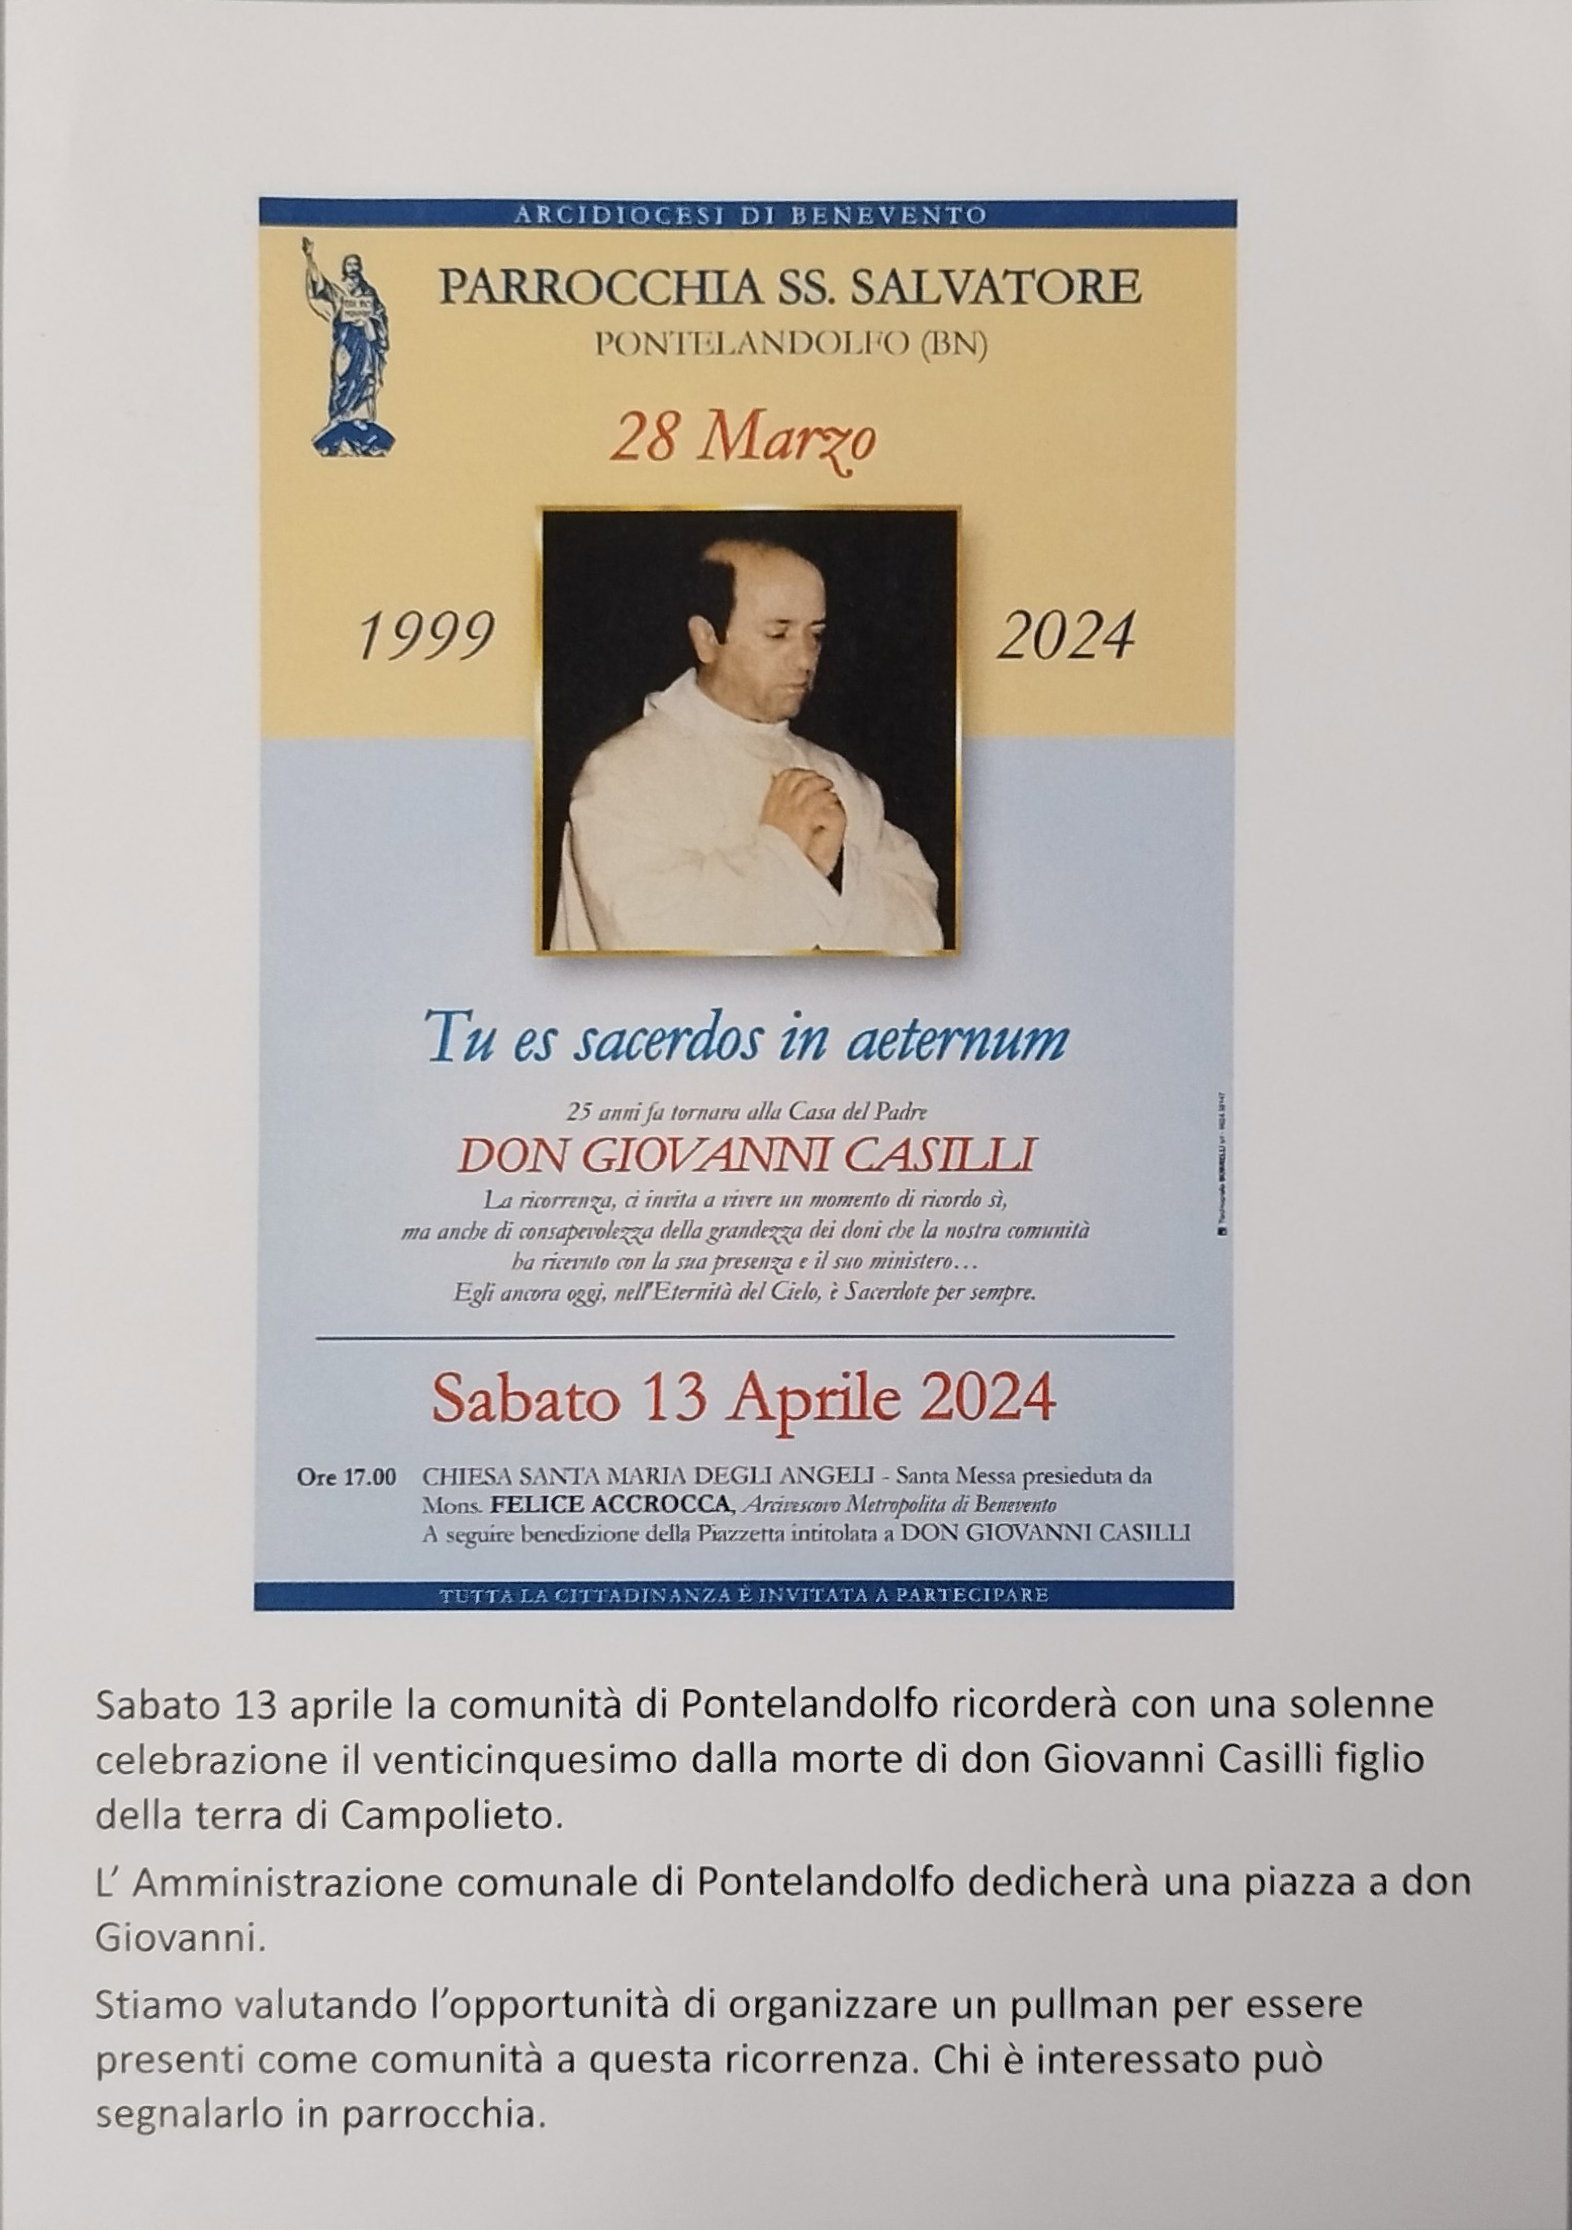 ARCIDIOCESI DI BENEVENTO
PARROCCHIA SS. SALVATORE
PONTELANDOLFO (BN)
28 Marzo
1999
2024
Tu es sacerdos in aeternum
25 anni fa tornava alla Casa del Padre
DON GIOVANNI CASILLI
La ricorrenza, ci invita a vivere un momento di ricordo sì,
ma anche di consapevolezza della grandezza dei doni che la nostra comunità
ha ricevuto con la sua presenza e il suo ministero…
Egli ancora oggi, nell'Eternità del Cielo, è Sacerdote per sempre.
Sabato 13 Aprile 2024
Ore 17.00 CHIESA SANTA MARIA DEGLI ANGELI - Santa Messa presieduta da
Mons. FELICE ACCROCCA, Arcivescovo Metropolita di Benevento
A seguire benedizione della Piazzetta intitolata a DON GIOVANNI CASILLI
TUTTA LA CITTADINANZA È INVITATA A PARTECIPARE
Sabato 13 aprile la comunità di Pontelandolfo ricorderà con una solenne
celebrazione il venticinquesimo dalla morte di don Giovanni Casilli figlio
della terra di Campolieto.
L’ Amministrazione comunale di Pontelandolfo dedicherà una piazza a don
Giovanni.
Stiamo valutando l’opportunità di organizzare un pullman per essere
presenti come comunità a questa ricorrenza. Chi è interessato può
segnalarlo in parrocchia.